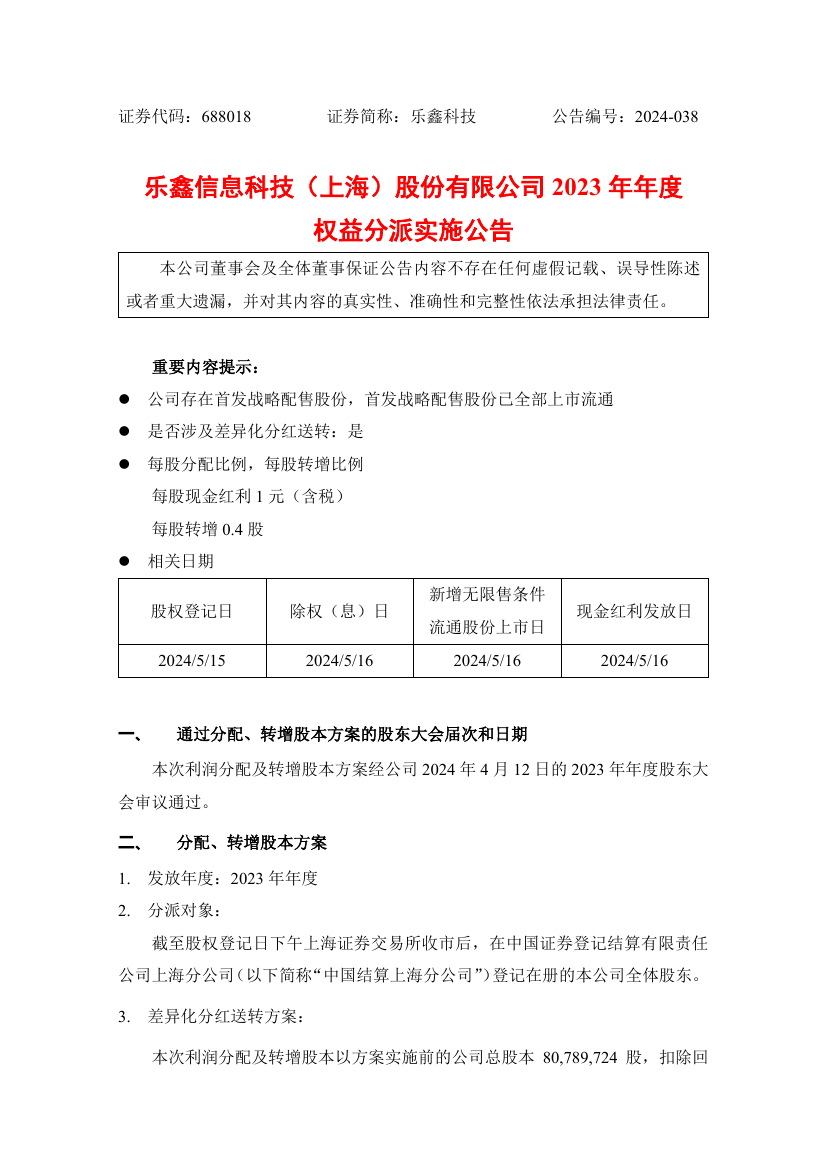 证券代码：688018 证券简称：乐鑫科技 公告编号：2024-038
乐鑫信息科技（上海）股份有限公司 2023 年年度
权益分派实施公告
本公司董事会及全体董事保证公告内容不存在任何虚假记载、误导性陈述
或者重大遗漏，并对其内容的真实性、准确性和完整性依法承担法律责任。
重要内容提示：
● 公司存在首发战略配售股份，首发战略配售股份已全部上市流通
● 是否涉及差异化分红送转：是
● 每股分配比例，每股转增比例
每股现金红利 1 元（含税）
每股转增 0.4 股
● 相关日期
股权登记日 除权（息）日 新增无限售条件 现金红利发放日
流通股份上市日
2024/5/15 2024/5/16 2024/5/16 2024/5/16
一、 通过分配、转增股本方案的股东大会届次和日期
本次利润分配及转增股本方案经公司 2024 年 4 月 12 日的 2023 年年度股东大
会审议通过。
二、 分配、转增股本方案
1. 发放年度：2023 年年度
2. 分派对象：
截至股权登记日下午上海证券交易所收市后，在中国证券登记结算有限责任
公司上海分公司（以下简称“中国结算上海分公司”）登记在册的本公司全体股东。
3. 差异化分红送转方案：
本次利润分配及转增股本以方案实施前的公司总股本 80,789,724 股，扣除回